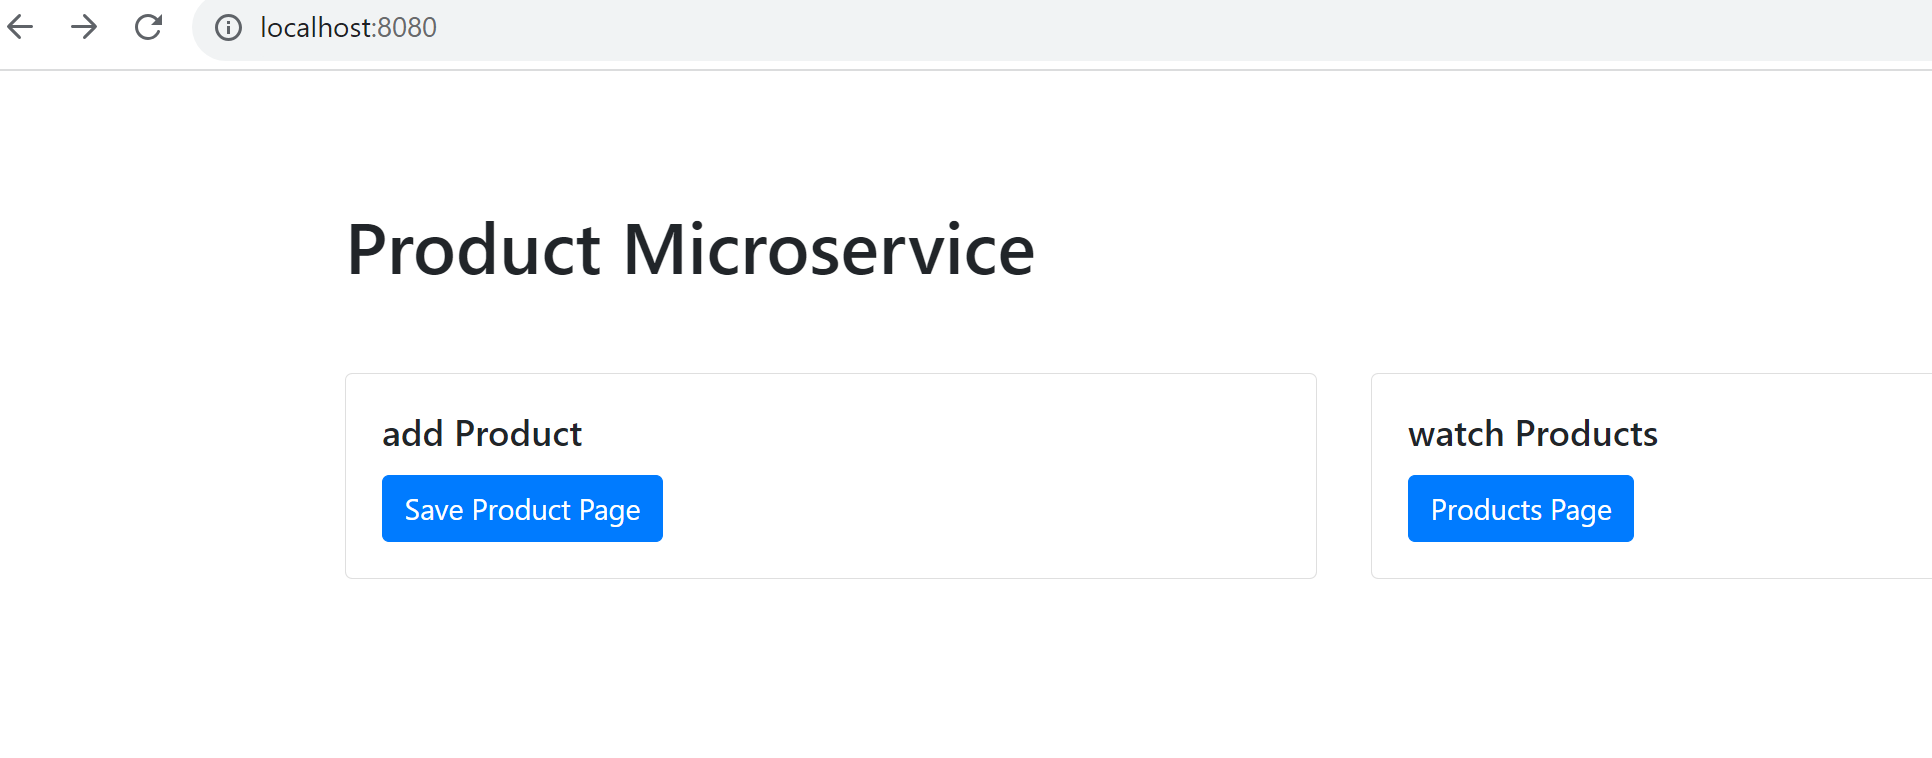 localhost:8080
Product Microservice
add Product
Save Product Page
watch Products
Products Page